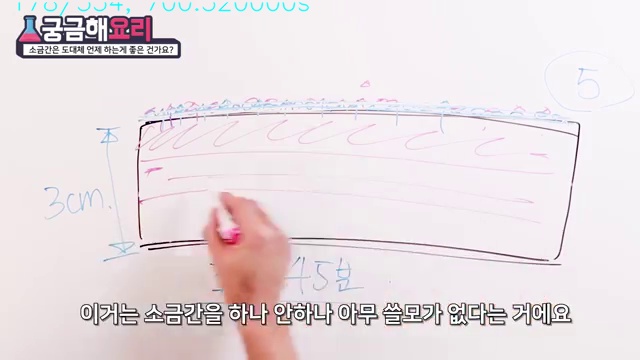 178/334, 700.520000s
궁금해요리
소금간은 도대체 언제 하는게 좋은 건가요?
5
3cm.
45분
이거는 소금간을 하나 안하나 아무 쓸모가 없다는 거에요